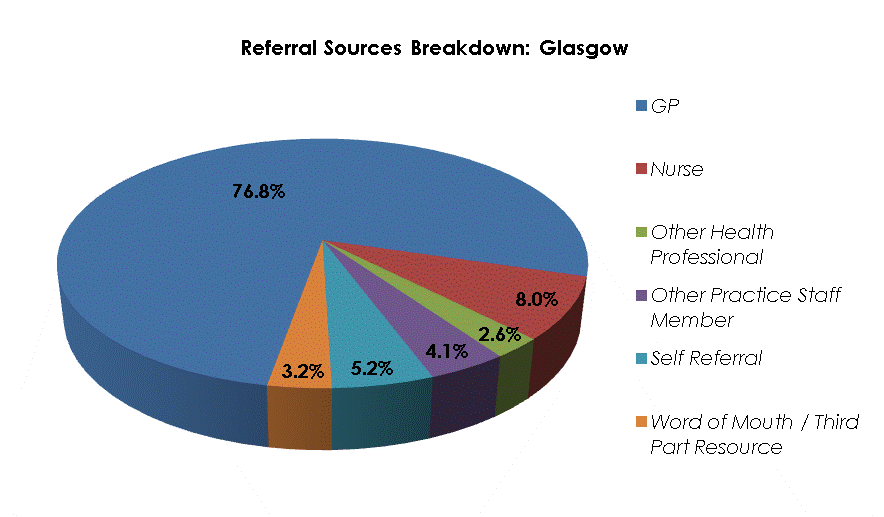 Referral Sources Breakdown: Glasgow
GP
76.8%
Nurse
Other Health
Professional
8.0%
Other Practice Staff
Member
2.6%
4.1%
Self Referral
5.2%
3.2%
Word of Mouth / Third
Part Resource